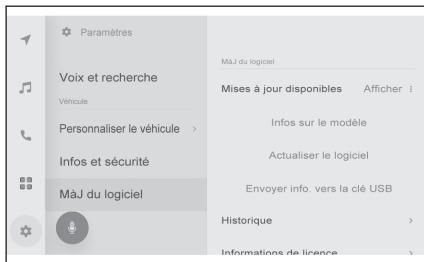 Paramètres
Voix et recherche
Véhicule
Personnaliser le véhicule
Infos et sécurité
MàJ du logiciel
MàJ du logiciel
Mises à jour disponibles Afficher
Infos sur le modèle
Actualiser le logiciel
Envoyer info. vers la clé USB
Historique
Informations de licence